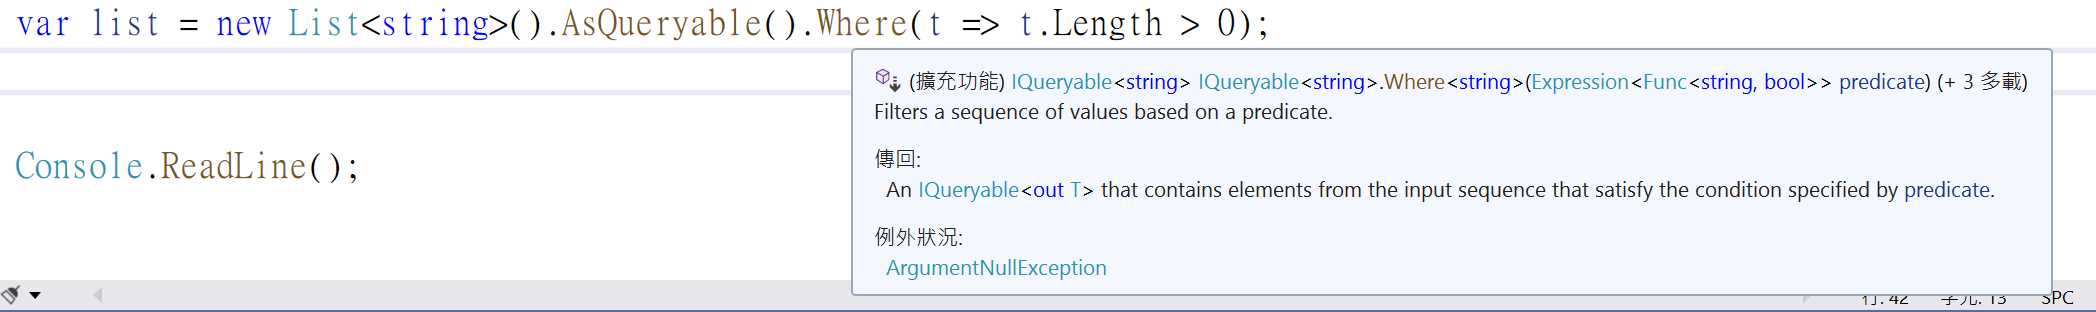 var list = new List<string>().AsQueryable().Where(t => t.Length > 0);
(擴充功能) IQueryable<string> IQueryable<string>.Where<string>(Expression<Func<string, bool>> predicate) (+ 3 多載)
Filters a sequence of values based on a predicate.
傳回:
An IQueryable<out T> that contains elements from the input sequence that satisfy the condition specified by predicate.
例外狀況:
ArgumentNullException
Console.ReadLine();
行: 42 字元: 13 SPC